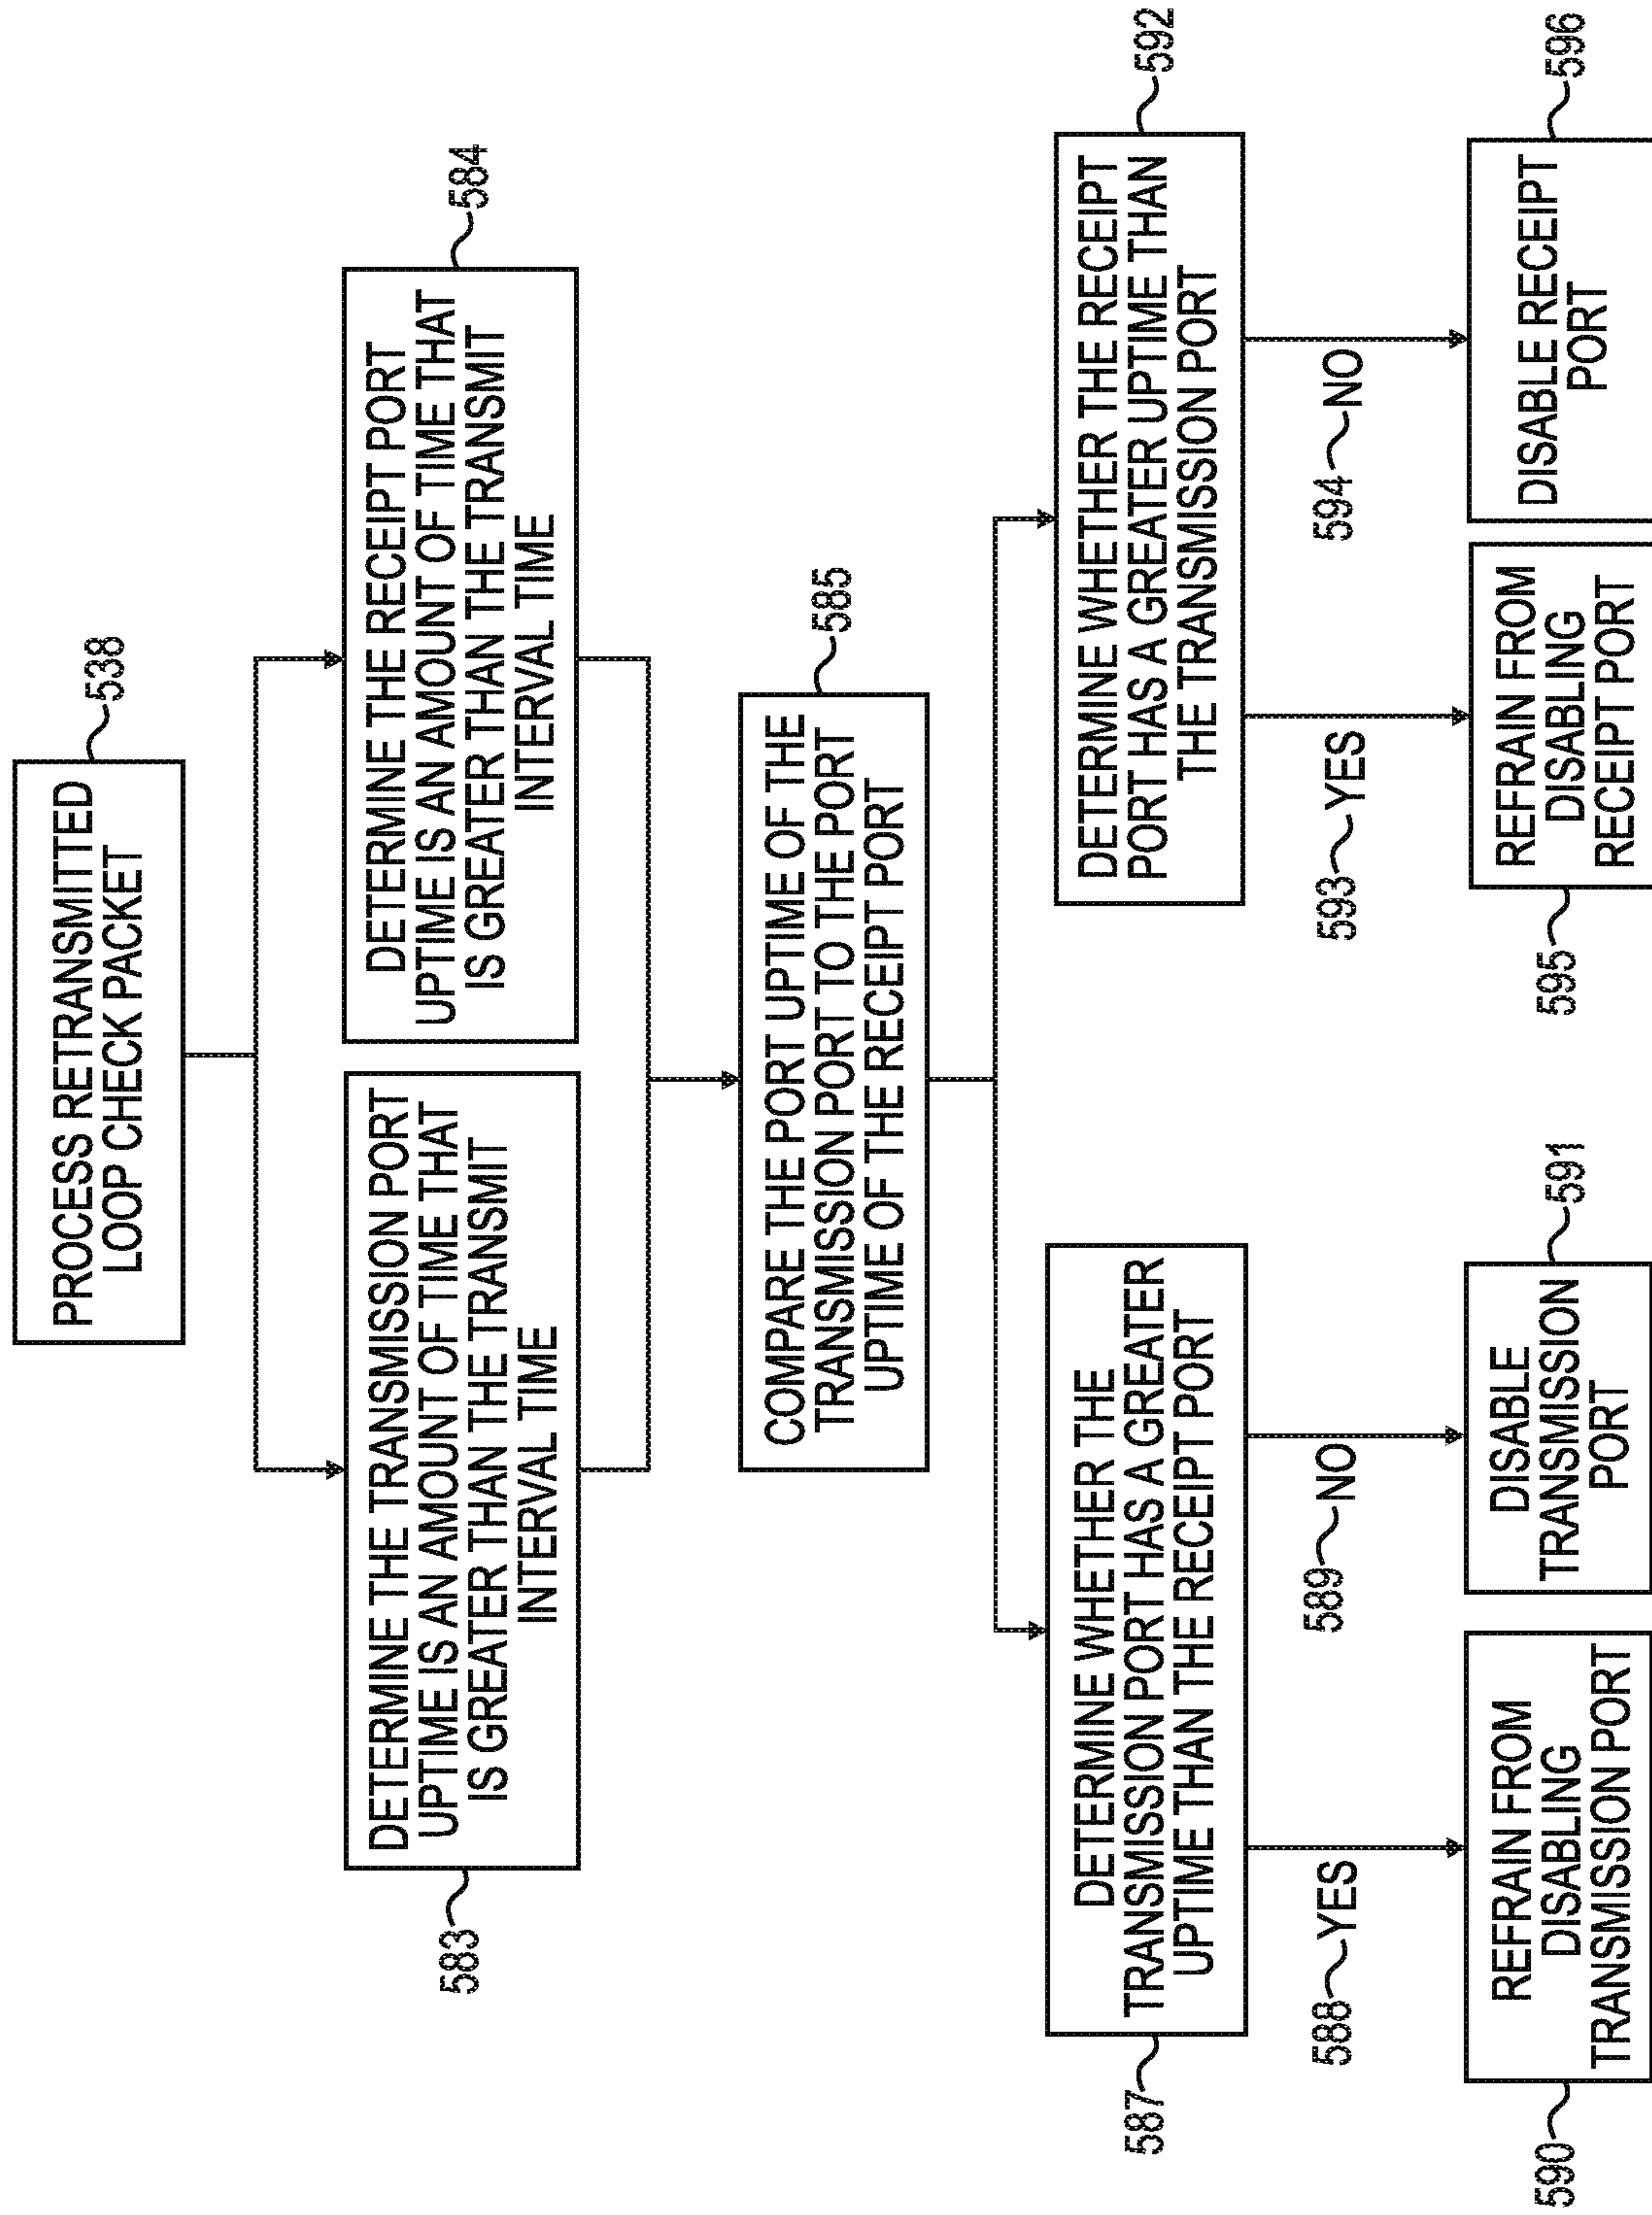 PROCESS RETRANSMITTED
LOOP CHECK PACKET
538
DETERMINE THE TRANSMISSION PORT
UPTIME IS AN AMOUNT OF TIME THAT
IS GREATER THAN THE TRANSMIT
INTERVAL TIME
583
DETERMINE THE RECEIPT PORT
UPTIME IS AN AMOUNT OF TIME THAT
IS GREATER THAN THE TRANSMIT
INTERVAL TIME
584
COMPARE THE PORT UPTIME OF THE
TRANSMISSION PORT TO THE PORT
UPTIME OF THE RECEIPT PORT
585
DETERMINE WHETHER THE
TRANSMISSION PORT HAS A GREATER
UPTIME THAN THE RECEIPT PORT
587
DETERMINE WHETHER THE RECEIPT
PORT HAS A GREATER UPTIME THAN
THE TRANSMISSION PORT
592
588 YES
589 NO
593 YES
594 NO
REFRAIN FROM
DISABLING
TRANSMISSION PORT
590
DISABLE
TRANSMISSION
PORT
591
REFRAIN FROM
DISABLING
RECEIPT PORT
595
DISABLE RECEIPT
PORT
596